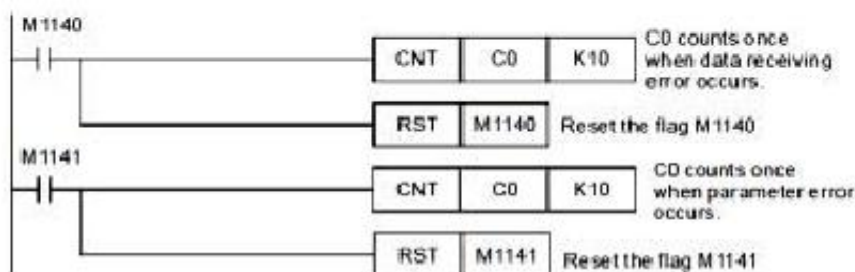 M1140
CNT C0 K10
C0 counts once
when data receiving
error occurs.
RST M1140 Reset the flag M1140
M1141
CNT C0 K10
C0 counts once
when parameter error
occurs.
RST M1141 Reset the flag M1141